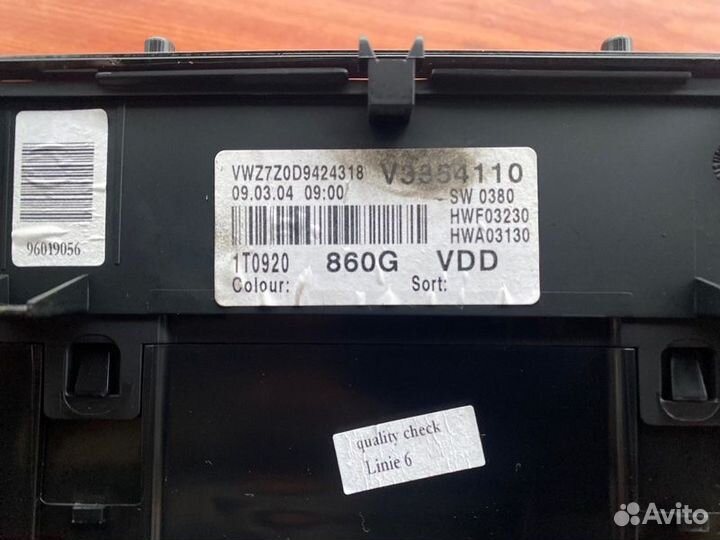 VWZ7Z0D9424318 V3354110
09.03.04 09:00 SW 0380
HWF03230
HWA03130
1T0920 860G VDD
Colour: Sort:
96019056
quality check
Linie 6
Avito